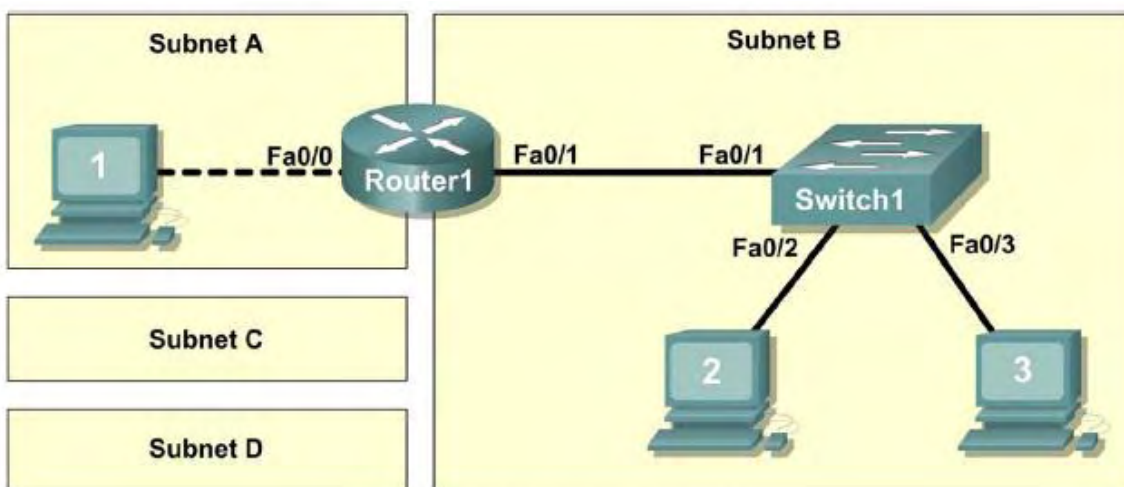 Subnet A
Subnet B
1
Fa0/0
Router1
Fa0/1
Fa0/1
Switch1
Fa0/2
Fa0/3
Subnet C
2
3
Subnet D